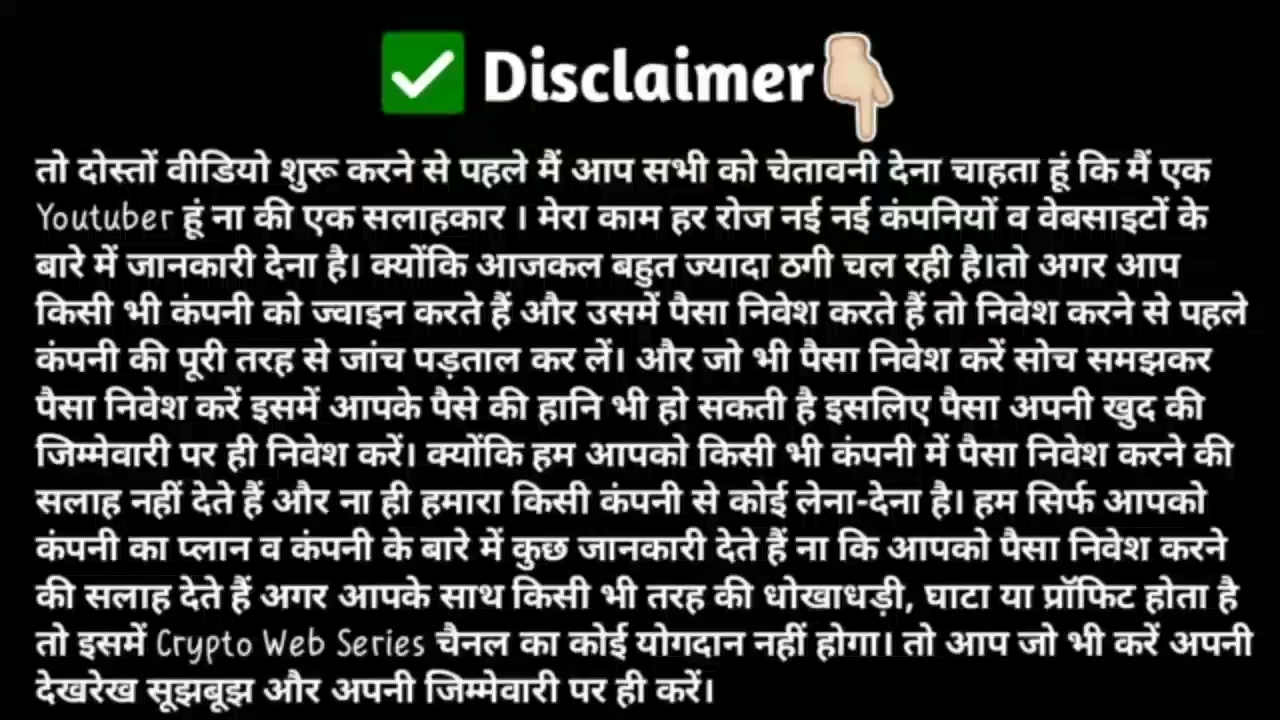 ✅ Disclaimer👇🏻
तो दोस्तों वीडियो शुरू करने से पहले मैं आप सभी को चेतावनी देना चाहता हूं कि मैं एक
Youtuber हूं ना की एक सलाहकार । मेरा काम हर रोज नई नई कंपनियों व वेबसाइटों के
बारे में जानकारी देना है। क्योंकि आजकल बहुत ज्यादा ठगी चल रही है।तो अगर आप
किसी भी कंपनी को ज्वाइन करते हैं और उसमें पैसा निवेश करते हैं तो निवेश करने से पहले
कंपनी की पूरी तरह से जांच पड़ताल कर लें। और जो भी पैसा निवेश करें सोच समझकर
पैसा निवेश करें इसमें आपके पैसे की हानि भी हो सकती है इसलिए पैसा अपनी खुद की
जिम्मेवारी पर ही निवेश करें। क्योंकि हम आपको किसी भी कंपनी में पैसा निवेश करने की
सलाह नहीं देते हैं और ना ही हमारा किसी कंपनी से कोई लेना-देना है। हम सिर्फ आपको
कंपनी का प्लान व कंपनी के बारे में कुछ जानकारी देते हैं ना कि आपको पैसा निवेश करने
की सलाह देते हैं अगर आपके साथ किसी भी तरह की धोखाधड़ी, घाटा या प्रॉफिट होता है
तो इसमें Crypto Web Series चैनल का कोई योगदान नहीं होगा। तो आप जो भी करें अपनी
देखरेख सूझबूझ और अपनी जिम्मेवारी पर ही करें।